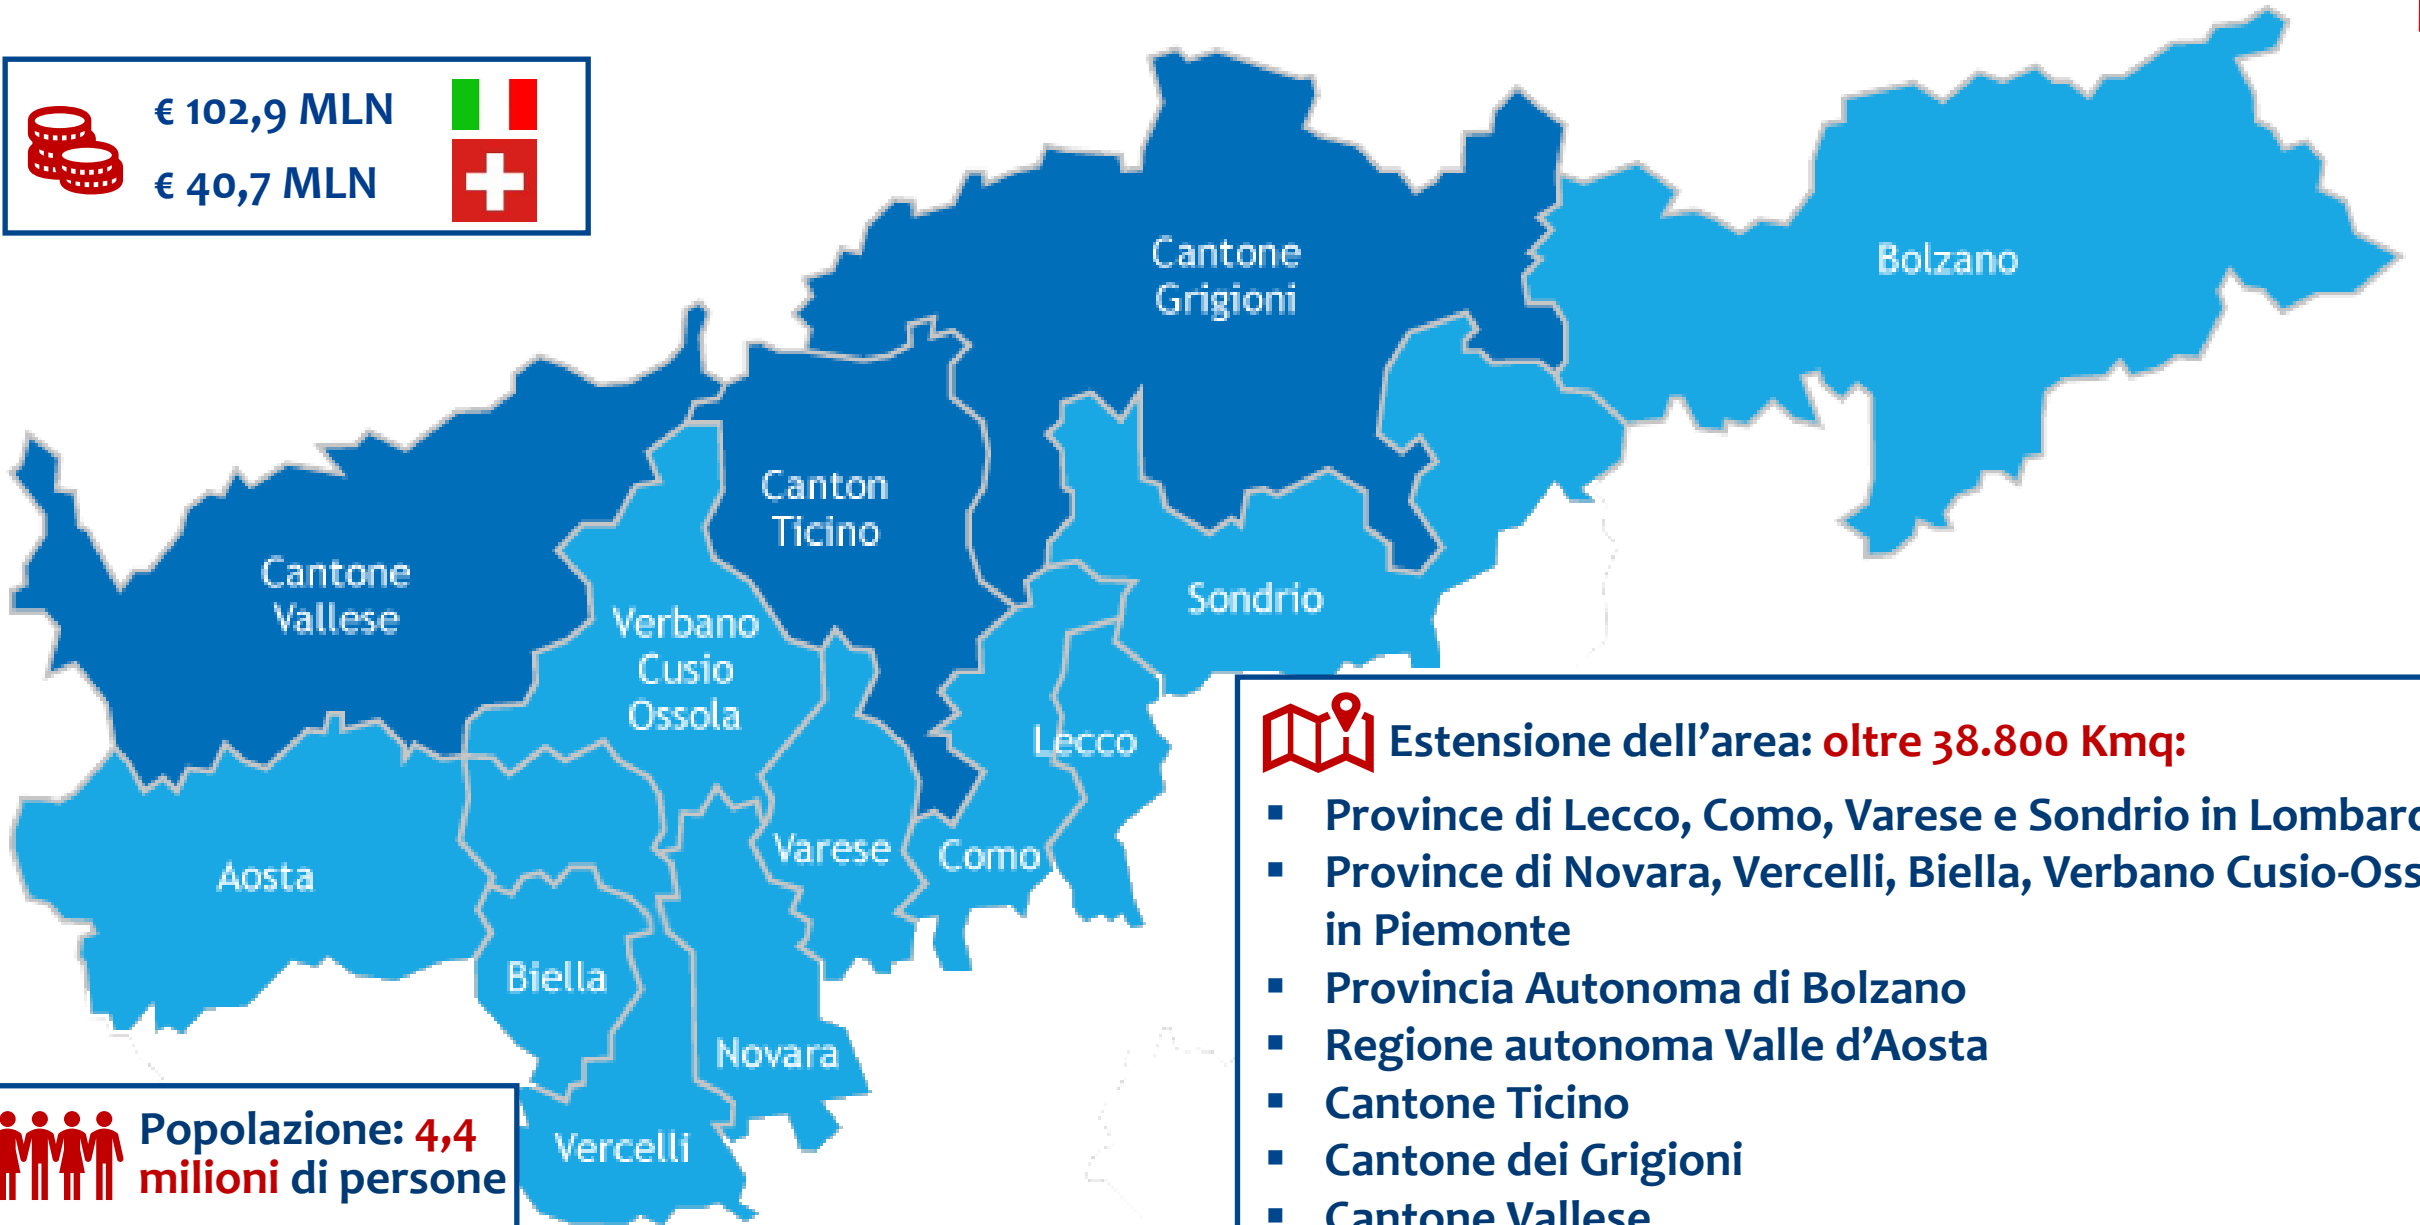 € 102,9 MLN
€ 40,7 MLN
Cantone
Grigioni
Bolzano
Canton
Ticino
Cantone
Vallese
Verbano
Cusio
Ossola
Sondrio
Lecco
Varese
Como
Aosta
Biella
Novara
Vercelli
Estensione dell’area: oltre 38.800 Kmq:
▪ Province di Lecco, Como, Varese e Sondrio in Lombard
▪ Province di Novara, Vercelli, Biella, Verbano Cusio-Oss
in Piemonte
▪ Provincia Autonoma di Bolzano
▪ Regione autonoma Valle d’Aosta
▪ Cantone Ticino
▪ Cantone dei Grigioni
▪ Cantone Vallese
Popolazione: 4,4
milioni di persone